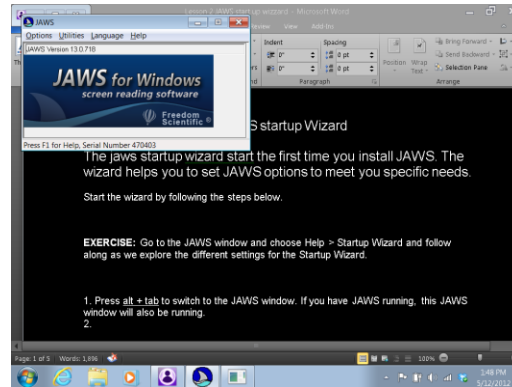 Lesson 2 JAWS start up wizzard - Microsoft Word
JAWS
Options Utilities Language Help
View Add-Ins
JAWS Version 13.0.718
JAWS for Windows
screen reading software
Freedom
Scientific
Press F1 for Help, Serial Number 470403
Indent Spacing
0" 0 pt
0" 0 pt
Paragraph
Position Wrap
Text
Bring Forward
Send Backward
Selection Pane
Arrange
S startup Wizard
The jaws startup wizard start the first time you install JAWS. The
wizard helps you to set JAWS options to meet you specific needs.
Start the wizard by following the steps below.
EXERCISE: Go to the JAWS window and choose Help > Startup Wizard and follow
along as we explore the different settings for the Startup Wizard.
1. Press alt + tab to switch to the JAWS window. If you have JAWS running, this JAWS
window will also be running.
2.
Page: 1 of 5 Words: 1,896 100%
1:48 PM
5/12/2012